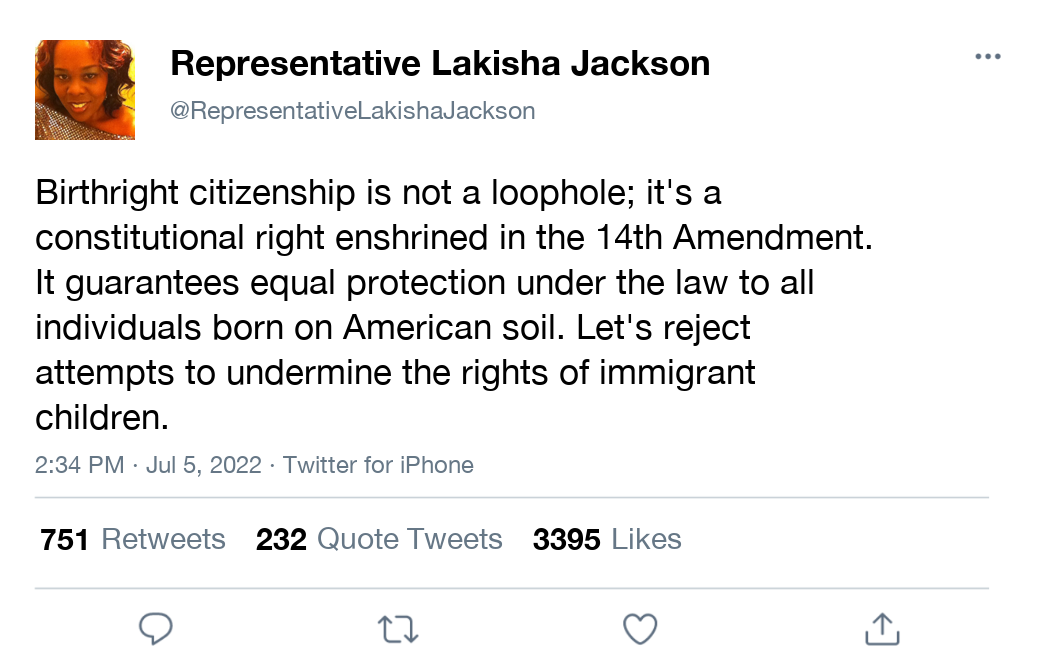 Representative Lakisha Jackson
@RepresentativeLakishaJackson
Birthright citizenship is not a loophole; it's a
constitutional right enshrined in the 14th Amendment.
It guarantees equal protection under the law to all
individuals born on American soil. Let's reject
attempts to undermine the rights of immigrant
children.
2:34 PM · Jul 5, 2022 · Twitter for iPhone
751 Retweets 232 Quote Tweets 3395 Likes